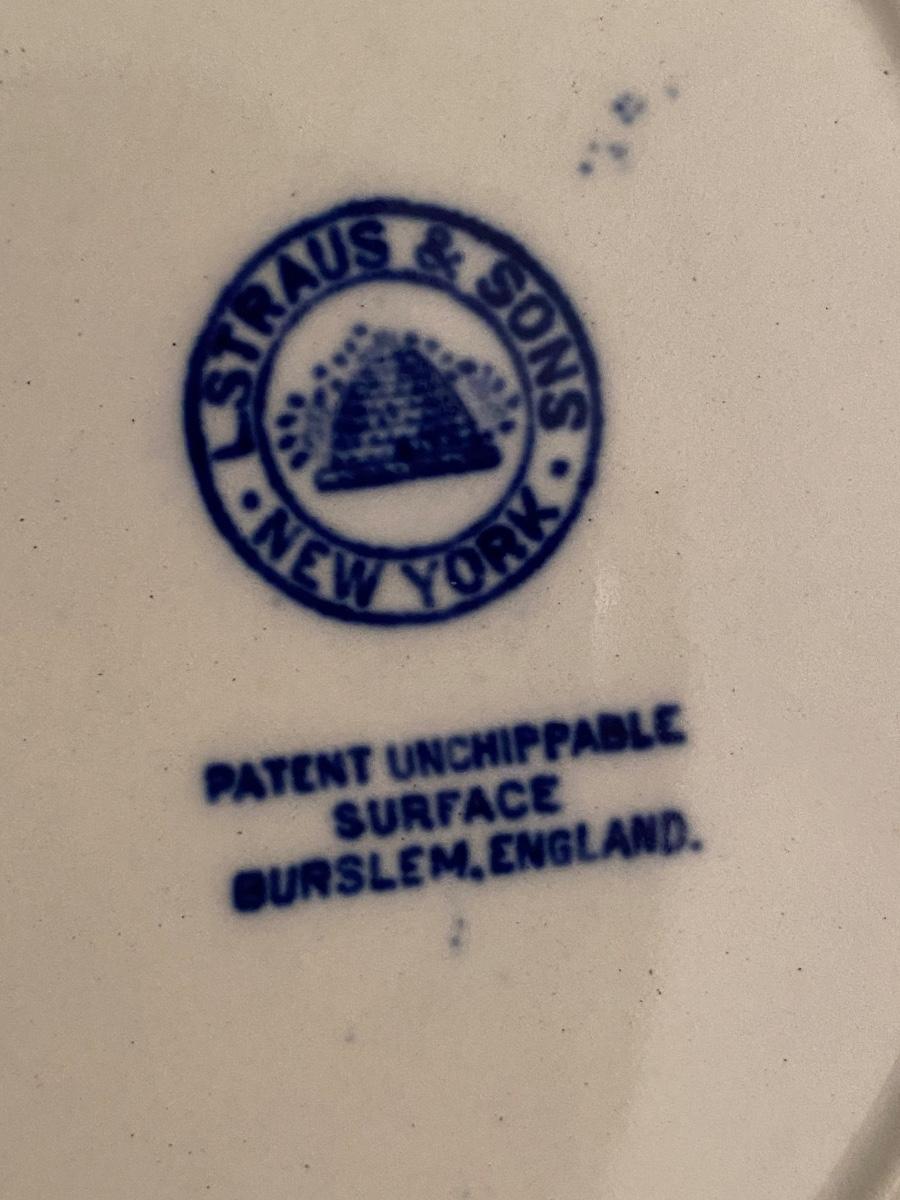 L. STRAUS & SONS
• NEW YORK •
PATENT UNCHIPPABLE
SURFACE
BURSLEM, ENGLAND.